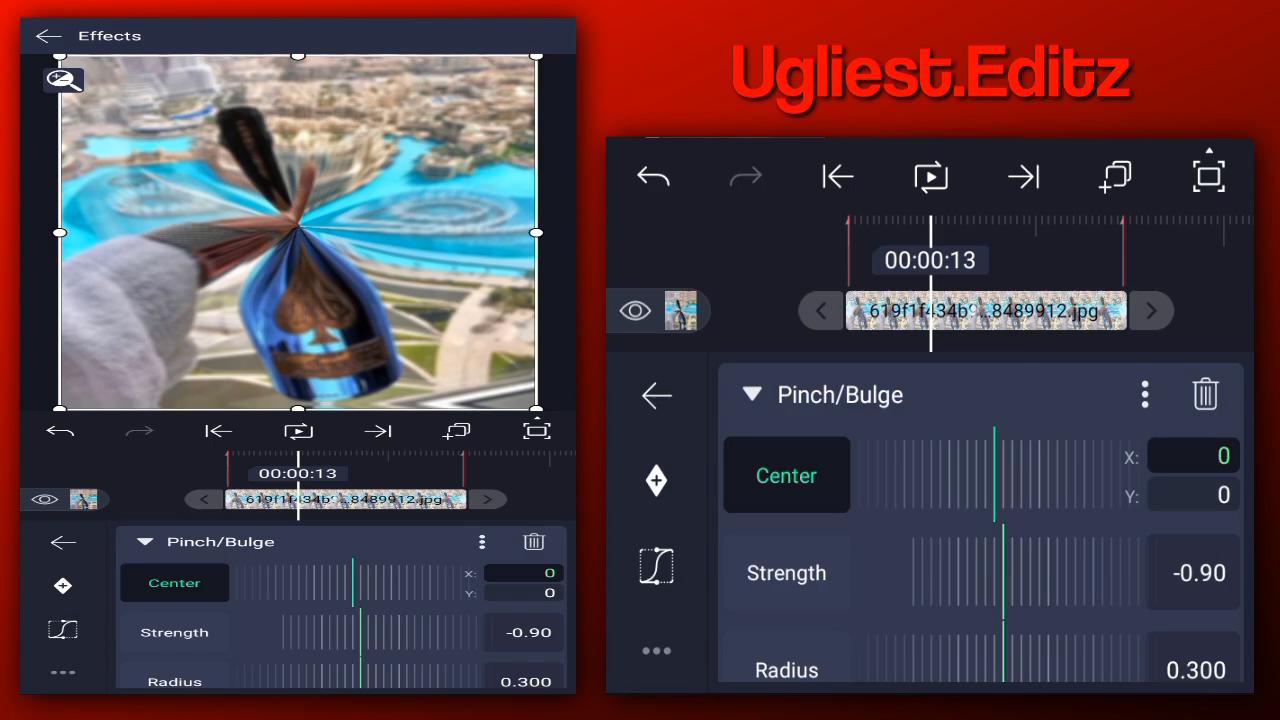 Effects
00:00:13
Pinch/Bulge
Center
X: 0
Y: 0
Strength
-0.90
Radius
0.300
Ugliest.Editz
00:00:13
Pinch/Bulge
Center
X: 0
Y: 0
Strength
-0.90
Radius
0.300